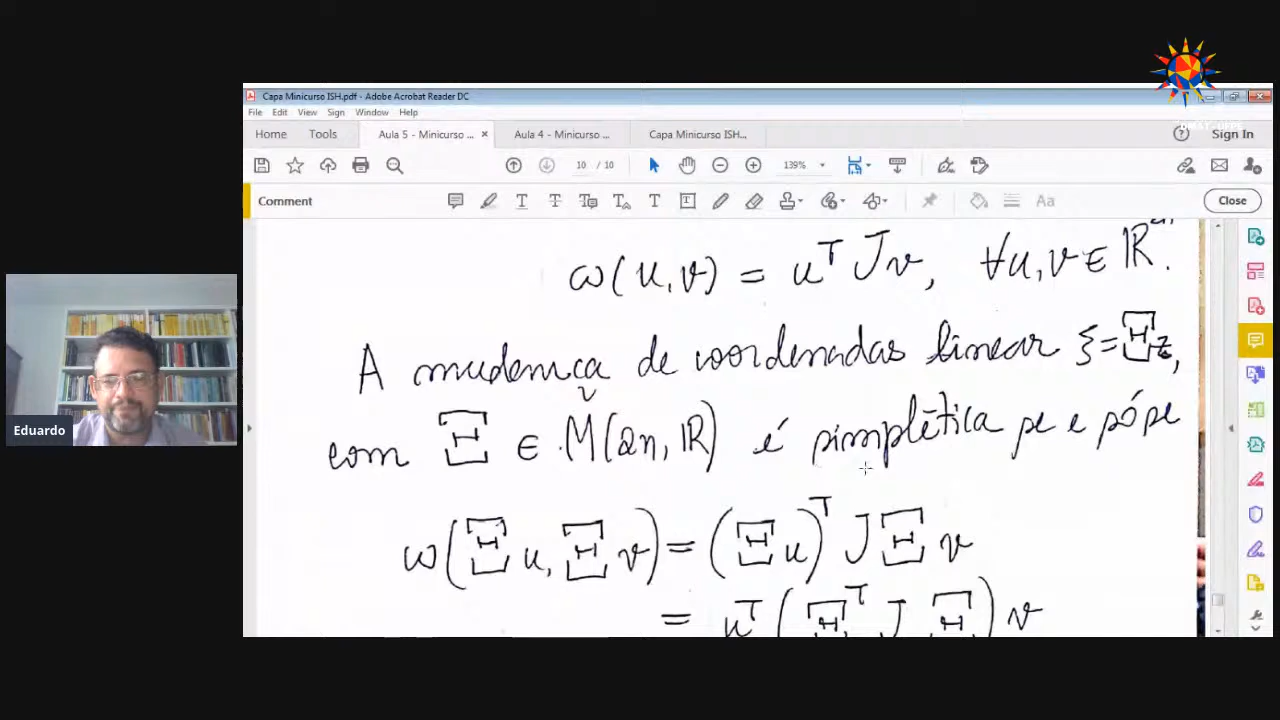 Capa Minicurso ISH.pdf - Adobe Acrobat Reader DC
File Edit View Sign Window Help
Home Tools Aula 5 - Minicurso ... × Aula 4 - Minicurso ... Capa Minicurso ISH... Sign In
10 / 10 139%
Comment Aa Close
ω(u,v) = uᵀJv, ∀u,v ∈ ℝ²ⁿ.
A mudança de coordenadas linear ξ=Ξz,
com Ξ ∈ M(2n,ℝ) é simplética se e só se
ω(Ξu, Ξv) = (Ξu)ᵀ J Ξ v
= uᵀ(Ξᵀ J Ξ)v
Eduardo